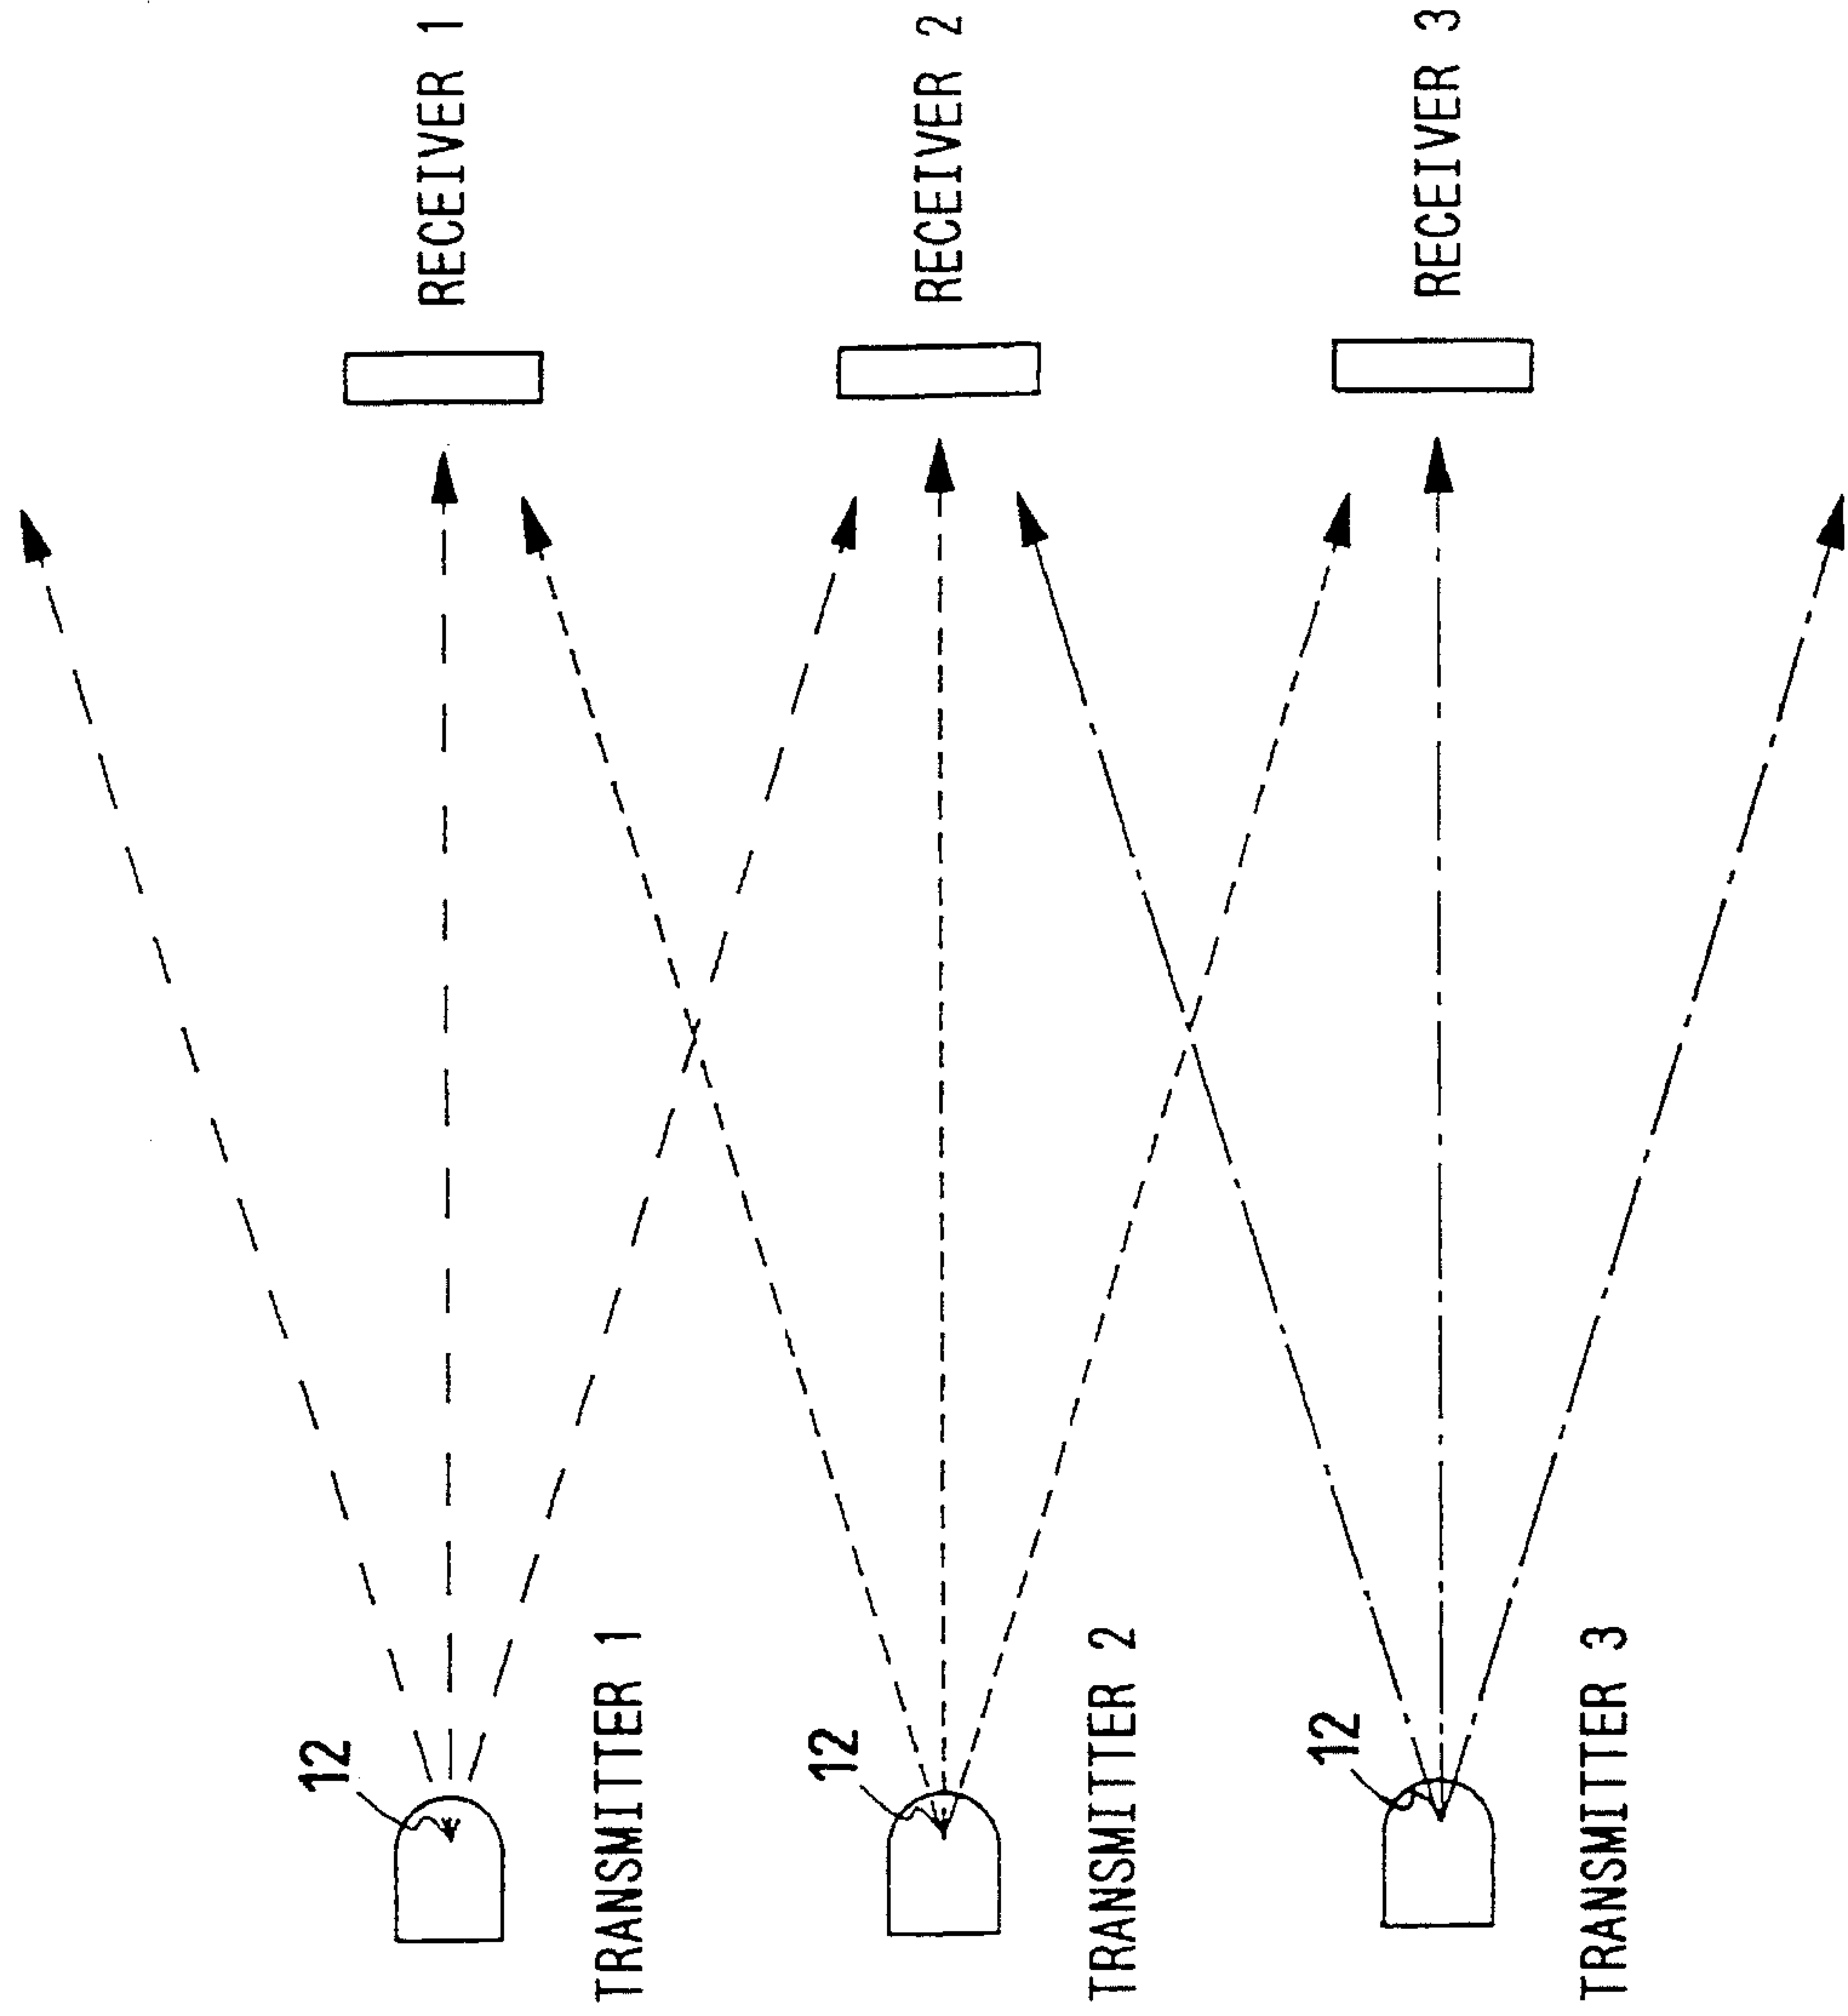 RECEIVER 1
RECEIVER 2
RECEIVER 3
12
TRANSMITTER 1
12
TRANSMITTER 2
12
TRANSMITTER 3